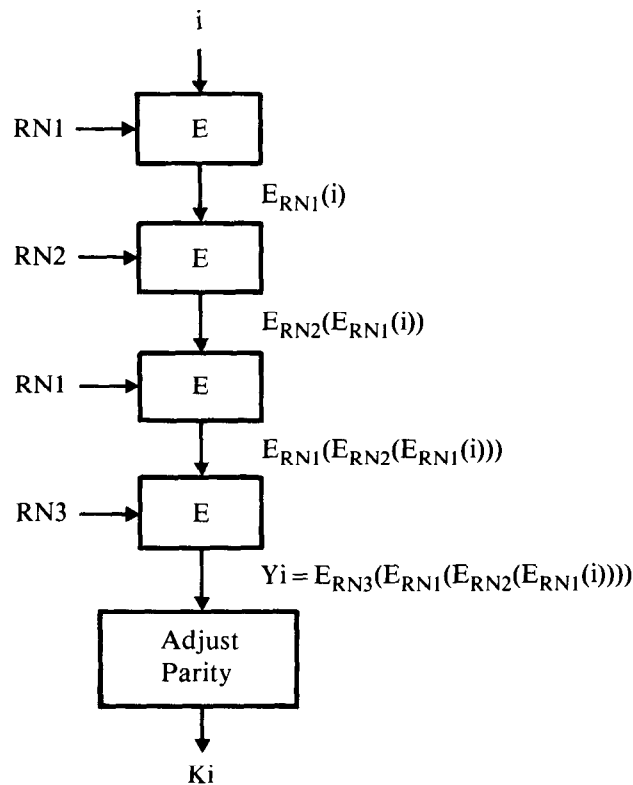 i
RN1
E
E_RN1(i)
RN2
E
E_RN2(E_RN1(i))
RN1
E
E_RN1(E_RN2(E_RN1(i)))
RN3
E
Yi = E_RN3(E_RN1(E_RN2(E_RN1(i))))
Adjust
Parity
Ki